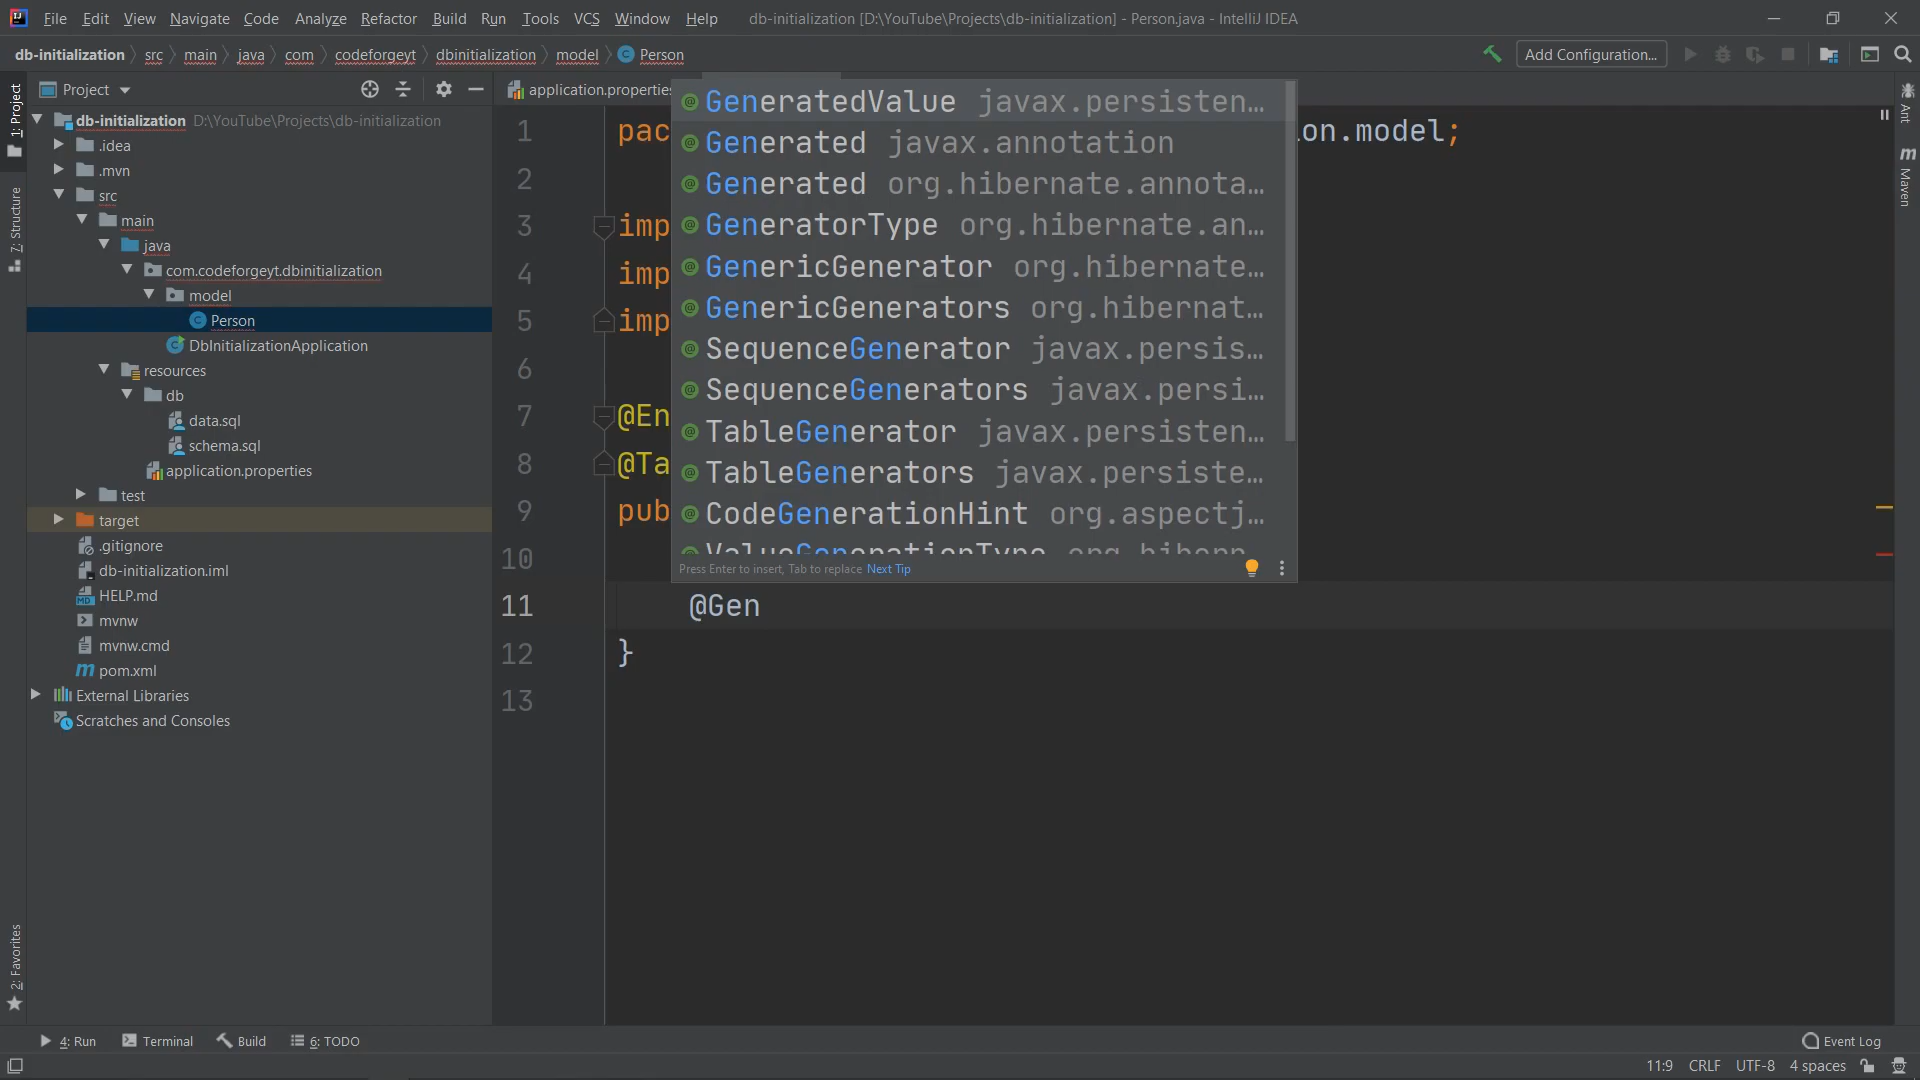 File Edit View Navigate Code Analyze Refactor Build Run Tools VCS Window Help db-initialization [D:\YouTube\Projects\db-initialization] - Person.java - IntelliJ IDEA
db-initialization src main java com codeforgeyt dbinitialization model Person Add Configuration...
Project
application.properties
db-initialization D:\YouTube\Projects\db-initialization
.idea
.mvn
src
main
java
com.codeforgeyt.dbinitialization
model
Person
DbInitializationApplication
resources
db
data.sql
schema.sql
application.properties
test
target
.gitignore
db-initialization.iml
HELP.md
mvnw
mvnw.cmd
pom.xml
External Libraries
Scratches and Consoles
1: Project
7: Structure
2: Favorites
Ant
Maven
1 pac on.model;
2
3 imp
4 imp
5 imp
6
7 @En
8 @Ta
9 pub
10
11 @Gen
12 }
13
GeneratedValue javax.persisten...
Generated javax.annotation
Generated org.hibernate.annota...
GeneratorType org.hibernate.an...
GenericGenerator org.hibernate...
GenericGenerators org.hibernat...
SequenceGenerator javax.persis...
SequenceGenerators javax.persi...
TableGenerator javax.persisten...
TableGenerators javax.persiste...
CodeGenerationHint org.aspectj...
ValueGenerationType org.hibern...
Press Enter to insert, Tab to replace Next Tip
4: Run Terminal Build 6: TODO Event Log
11:9 CRLF UTF-8 4 spaces